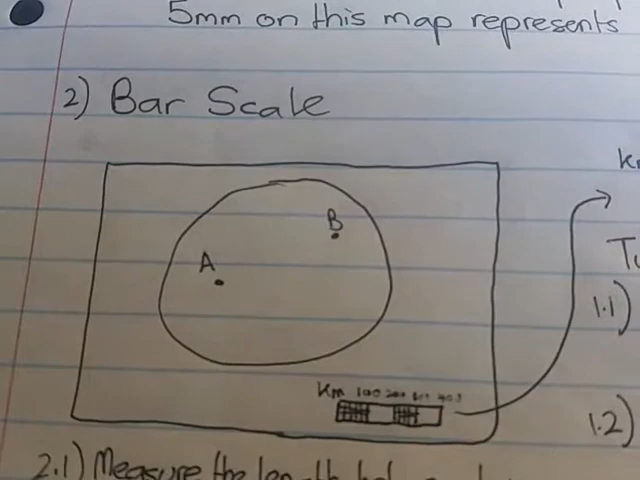 5mm on this map represents
2) Bar Scale
B
A
Km 100 200 300 400
1.1)
1.2)
2.1) Measure the length